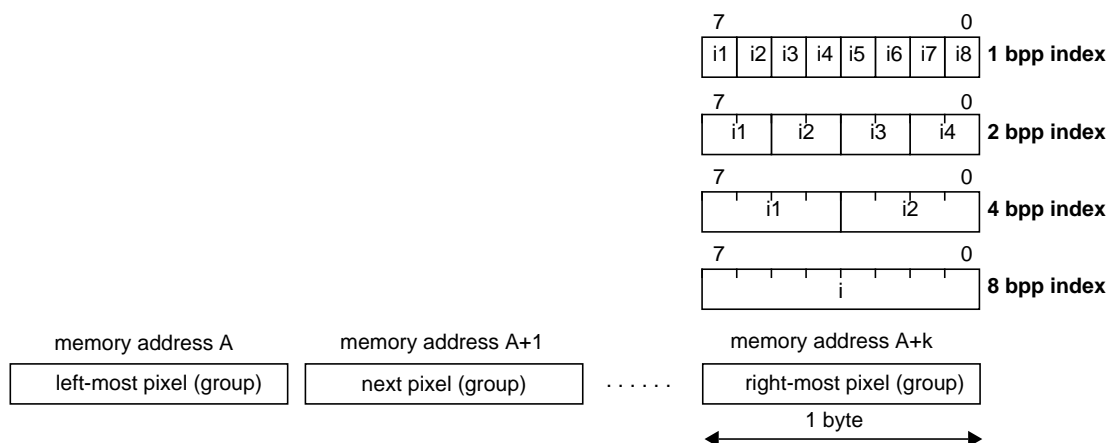 7 0
i1 i2 i3 i4 i5 i6 i7 i8 1 bpp index
7 0
i1 i2 i3 i4 2 bpp index
7 0
i1 i2 4 bpp index
7 0
i 8 bpp index
memory address A memory address A+1 memory address A+k
left-most pixel (group) next pixel (group) . . . . . . right-most pixel (group)
1 byte